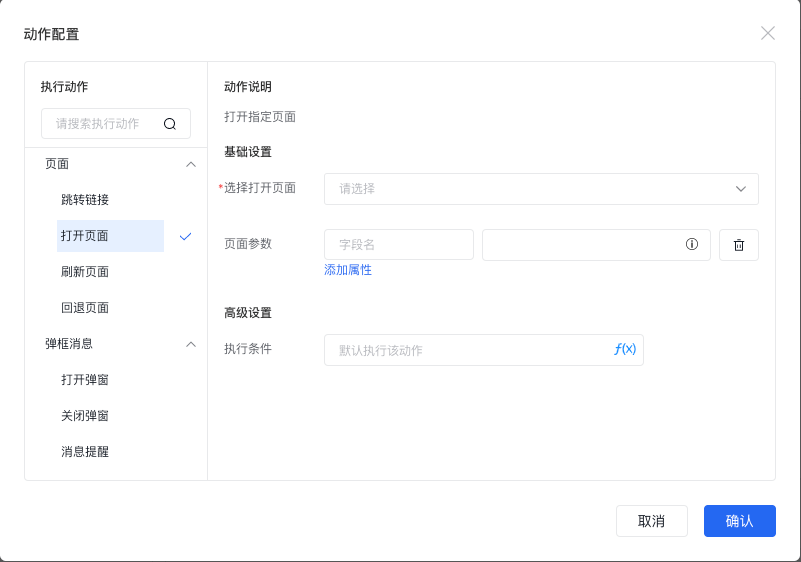 动作配置
执行动作
请搜索执行动作
页面
跳转链接
打开页面
刷新页面
回退页面
弹框消息
打开弹窗
关闭弹窗
消息提醒
动作说明
打开指定页面
基础设置
*选择打开页面
请选择
页面参数
字段名
添加属性
高级设置
执行条件
默认执行该动作
f(x)
取消
确认